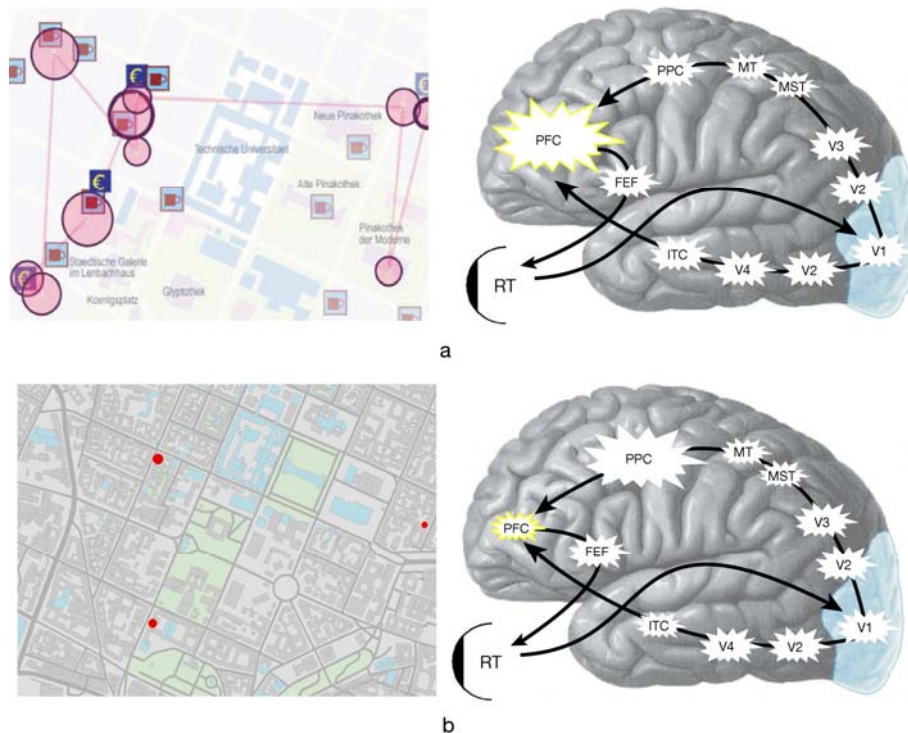 €
€
€
€
Neue Pinakothek
Technische Universitaet
Alte Pinakothek
Pinakothek
der Moderne
Staedtische Galerie
im Lenbachhaus
Koenigsplatz
Glyptothek
PPC
MT
MST
PFC
V3
FEF
V2
V1
ITC
V4
V2
RT
a
PPC
MT
MST
PFC
V3
FEF
V2
ITC
V1
V4
V2
RT
b